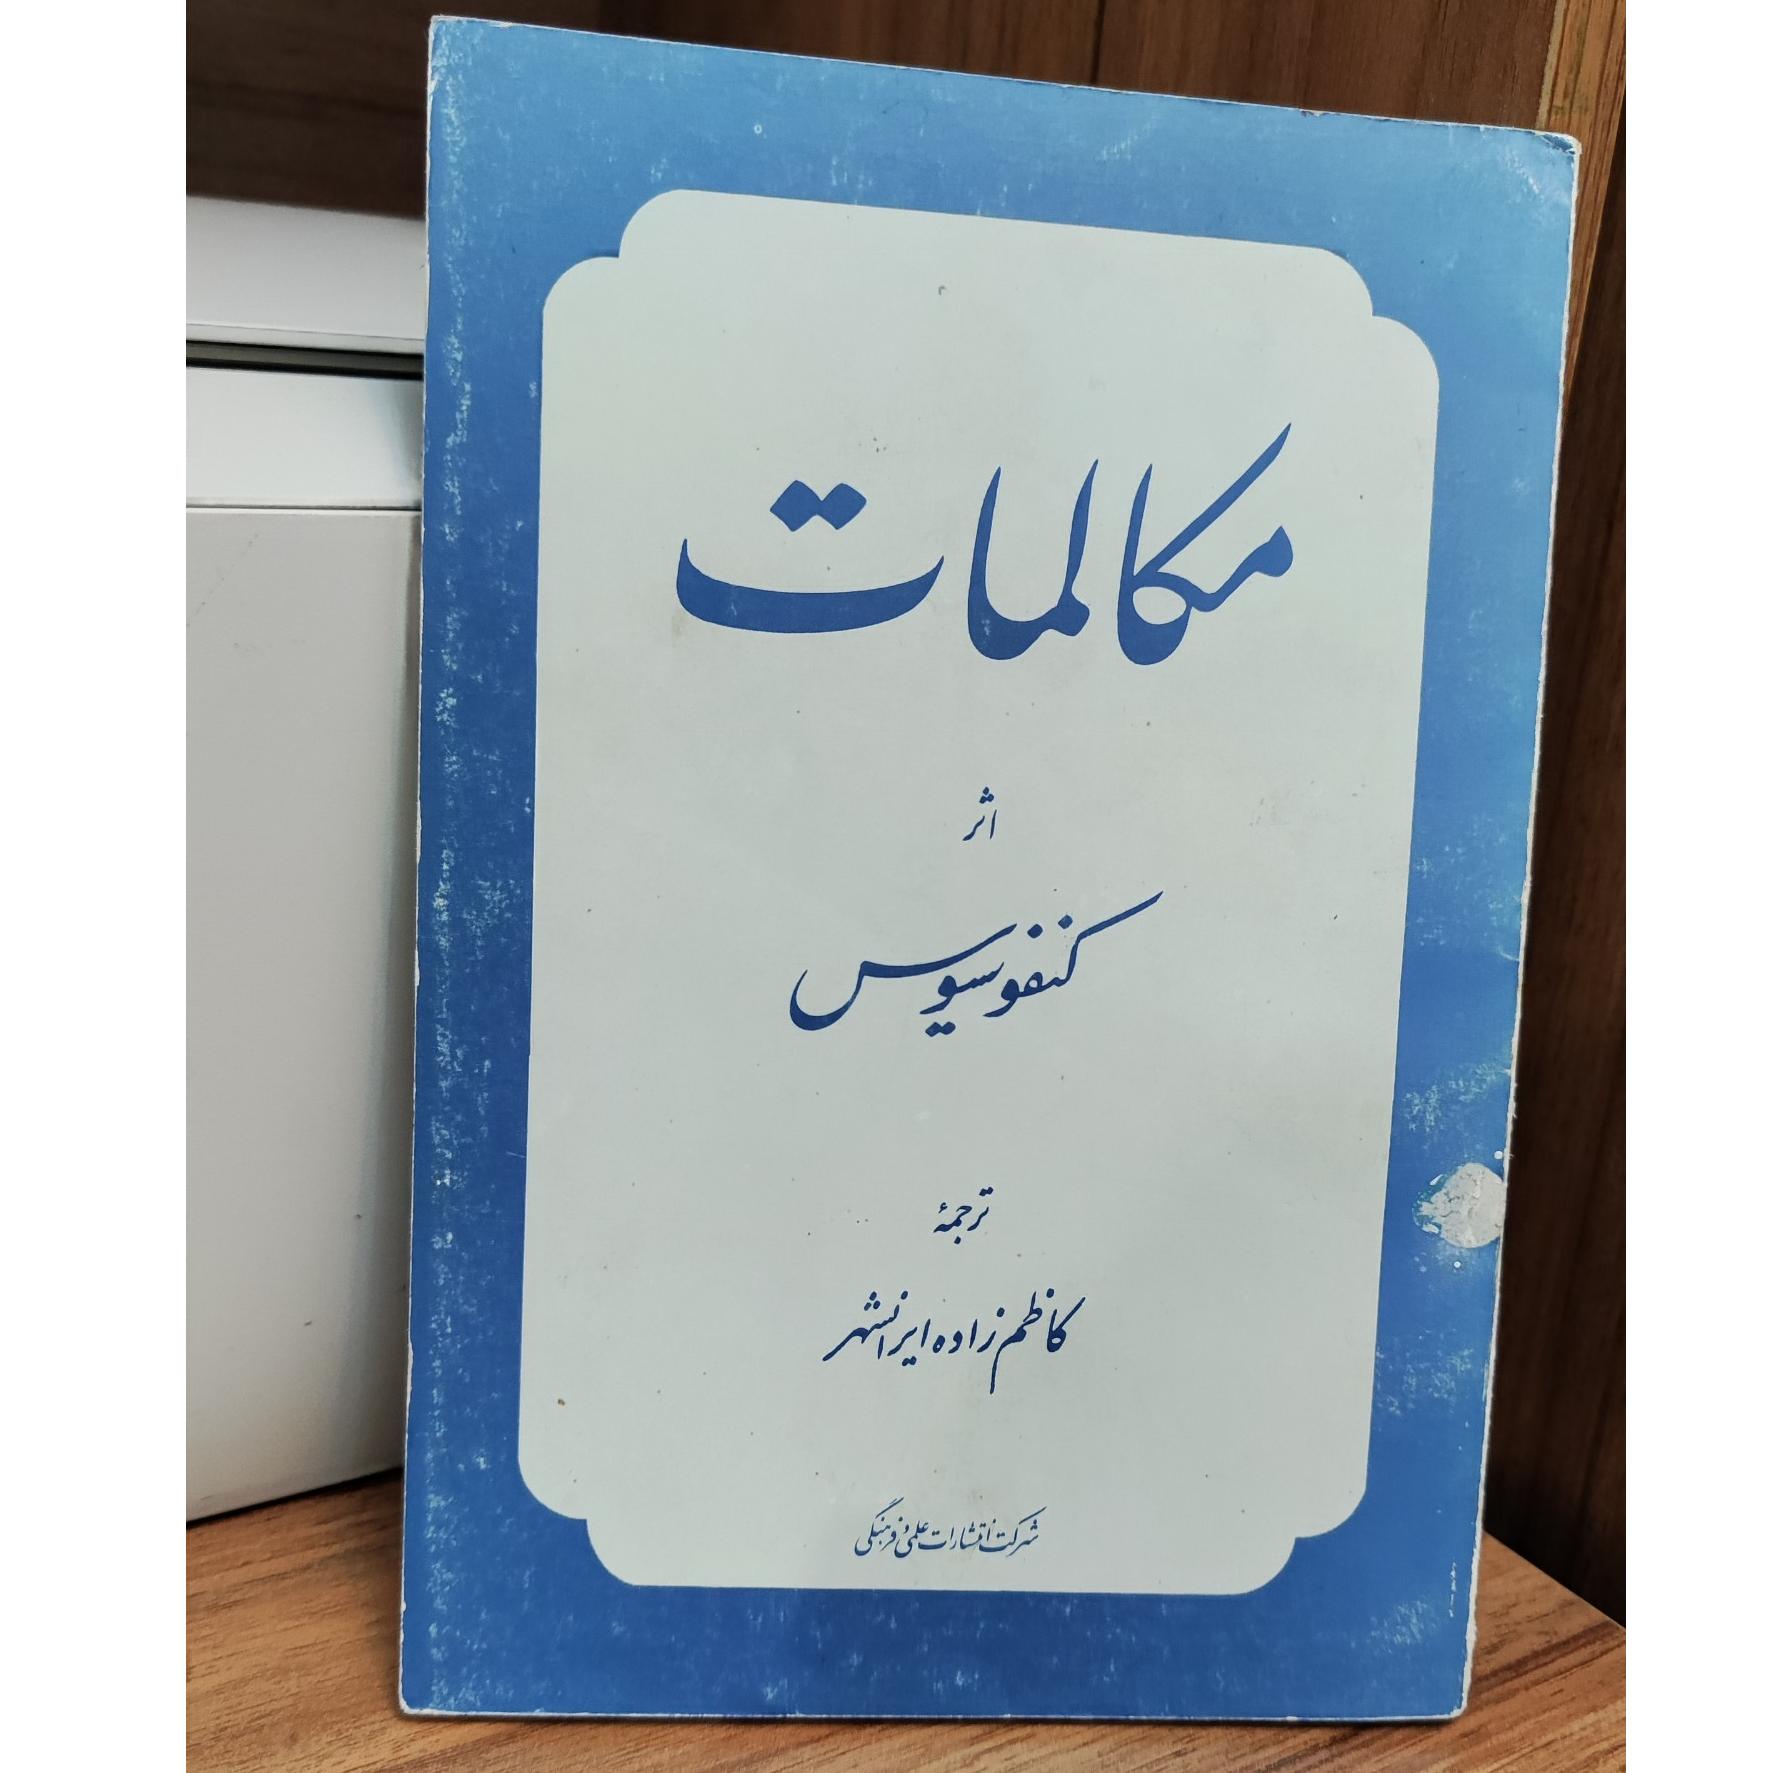 مکالمات
اثر
کنفوسیوس
ترجمهٔ
کاظم زاده ایرانشهر
شرکت انتشارات علمی و فرهنگی